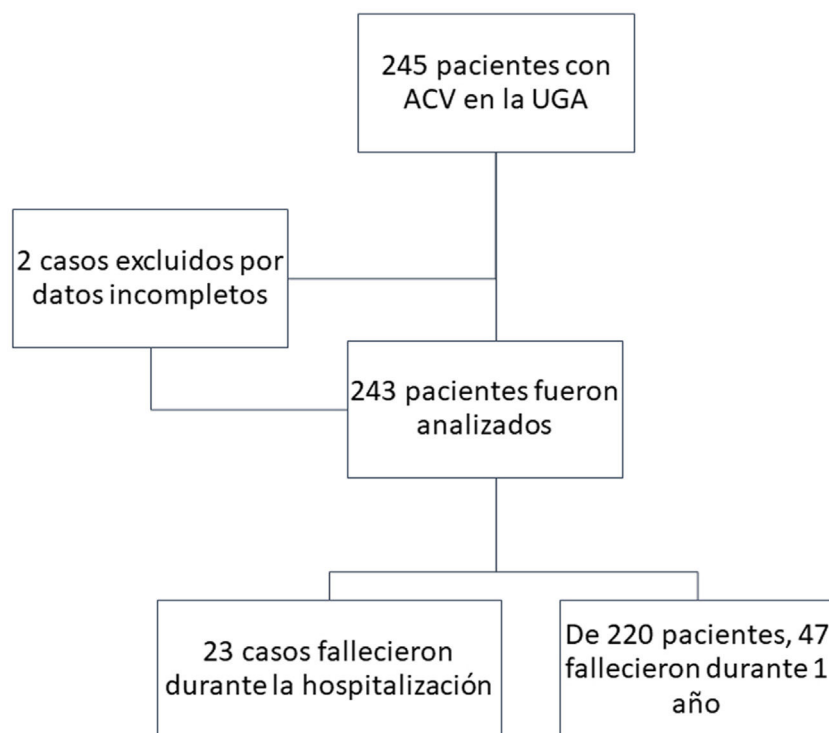 245 pacientes con
ACV en la UGA
2 casos excluidos por
datos incompletos
243 pacientes fueron
analizados
23 casos fallecieron
durante la hospitalización
De 220 pacientes, 47
fallecieron durante 1
año